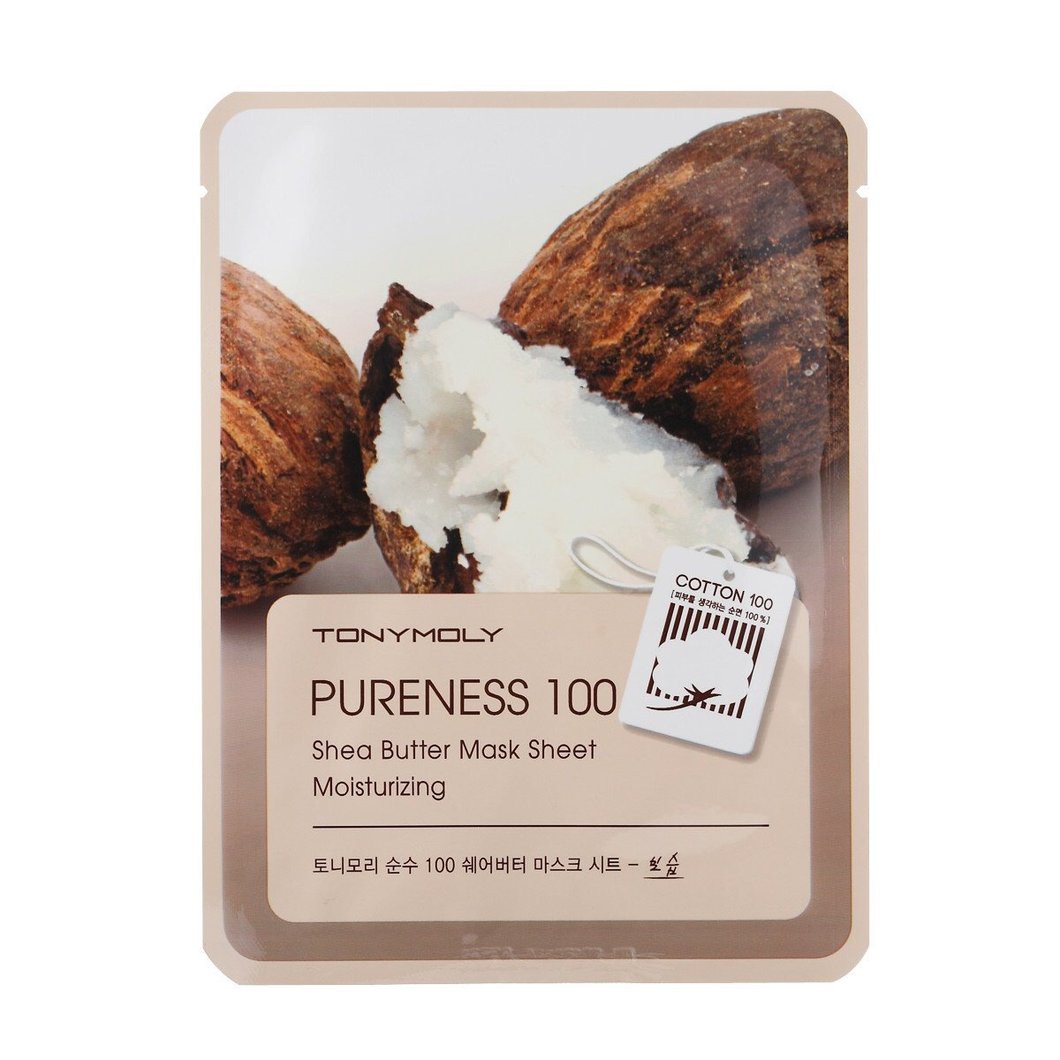 COTTON 100
[피부를 생각하는 순면 100%]
TONYMOLY
PURENESS 100
Shea Butter Mask Sheet
Moisturizing
토니모리 순수 100 쉐어버터 마스크 시트 - 보습